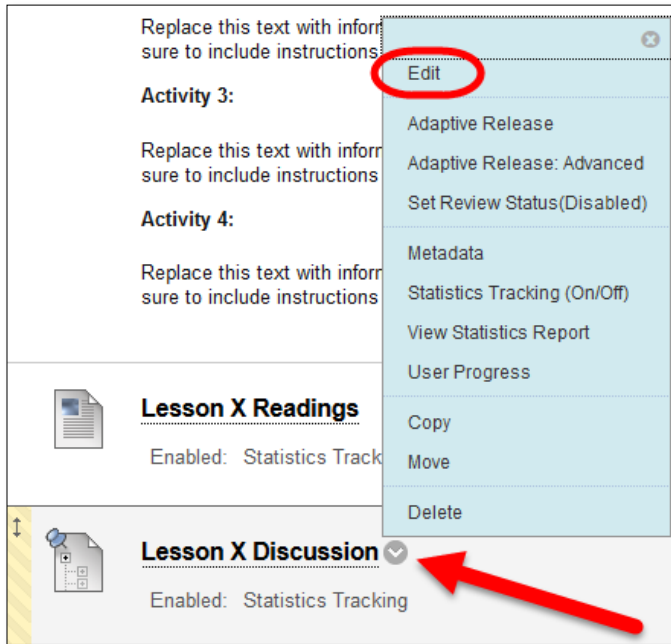 Replace this text with inforr
sure to include instructions
Activity 3:
Replace this text with inforr
sure to include instructions
Activity 4:
Replace this text with inforr
sure to include instructions
Edit
Adaptive Release
Adaptive Release: Advanced
Set Review Status(Disabled)
Metadata
Statistics Tracking (On/Off)
View Statistics Report
User Progress
Copy
Move
Delete
Lesson X Readings
Enabled: Statistics Track
Lesson X Discussion
Enabled: Statistics Tracking